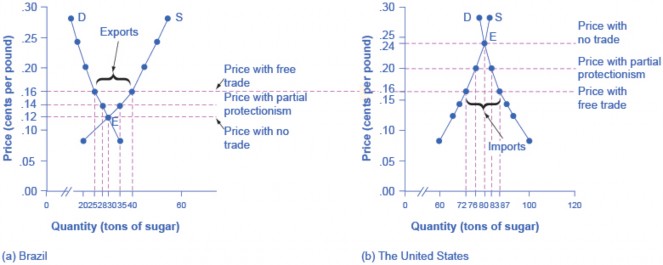 Price (cents per pound)
.30
.25
.20
.16
.14
.12
.10
.05
.00
D
S
Exports
E
Price with free
trade
Price with partial
protectionism
Price with no
trade
0
20
25
28
30
35
40
60
Quantity (tons of sugar)
(a) Brazil
Price (cents per pound)
.30
.25
.24
.20
.16
.15
.10
.05
.00
D
S
E
Imports
Price with
no trade
Price with partial
protectionism
Price with
free trade
0
60
72
76
80
83
87
100
120
Quantity (tons of sugar)
(b) The United States